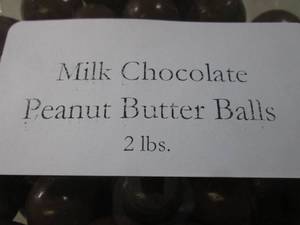 Milk Chocolate
Peanut Butter Balls
2 lbs.